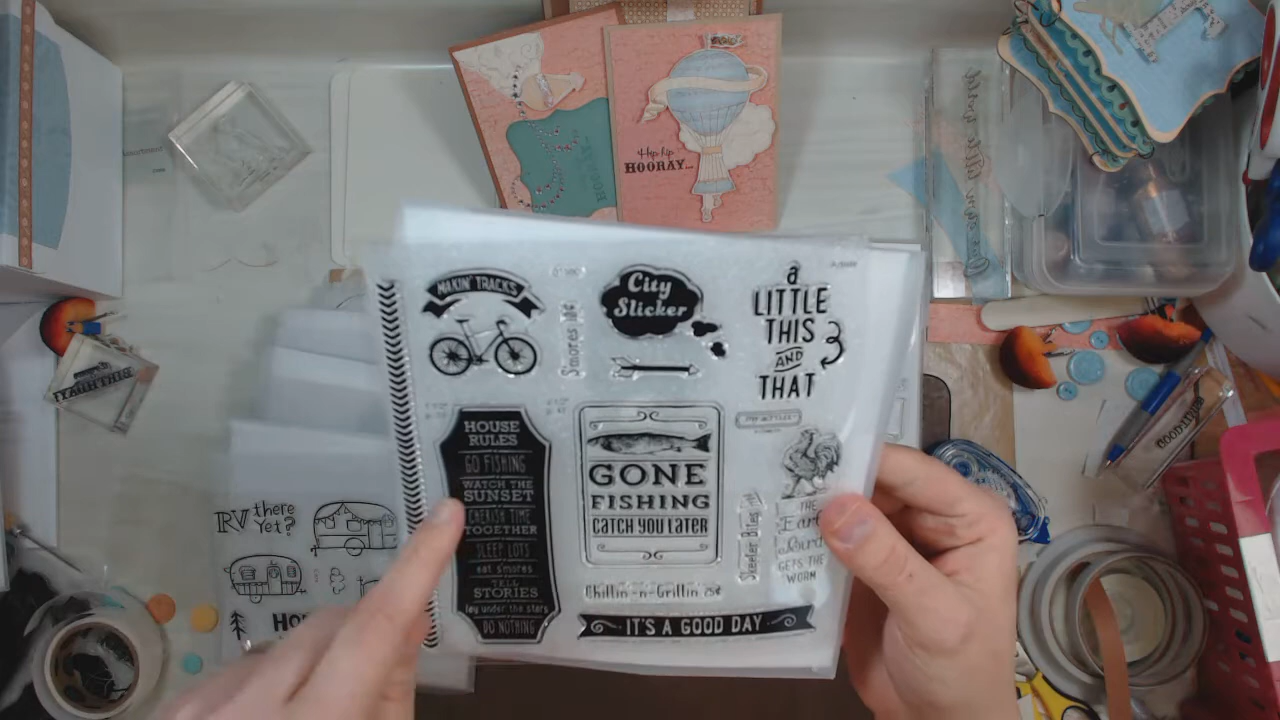 Hip hip
HOORAY...
MAKIN' TRACKS
City
Slicker
S'mores 10¢
a
LITTLE
THIS
AND
THAT
HOUSE
RULES
GO FISHING
WATCH THE
SUNSET
CHERISH TIME
TOGETHER
SLEEP LOTS
eat s'mores
TELL
STORIES
lay under the stars
DO NOTHING
GONE
FISHING
CATCH YOU LATER
Skeeter Bites
THE
Early
Bird
GETS THE
WORM
Chillin'-n-Grillin' 25¢
IT'S A GOOD DAY
RV there
Yet?